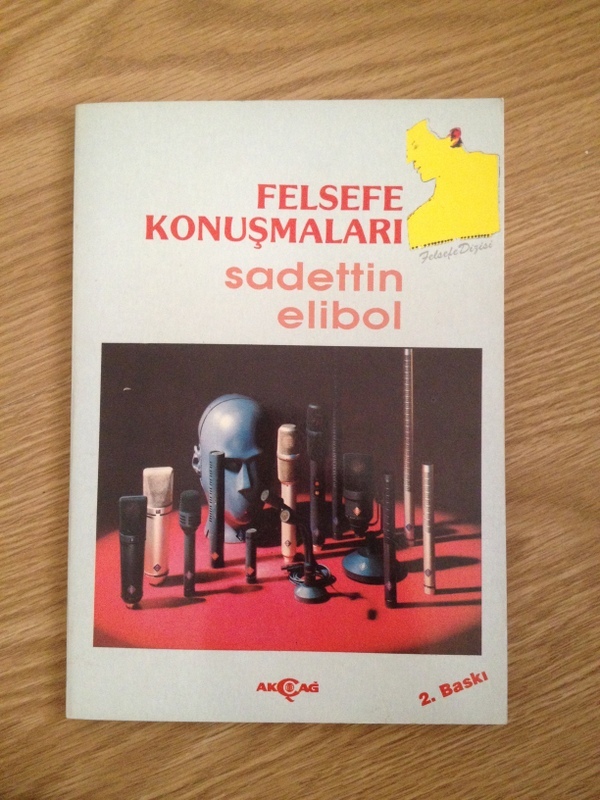 FELSEFE
KONUŞMALARI
Felsefe Dizisi
sadettin
elibol
AKÇAĞ
2. Baskı